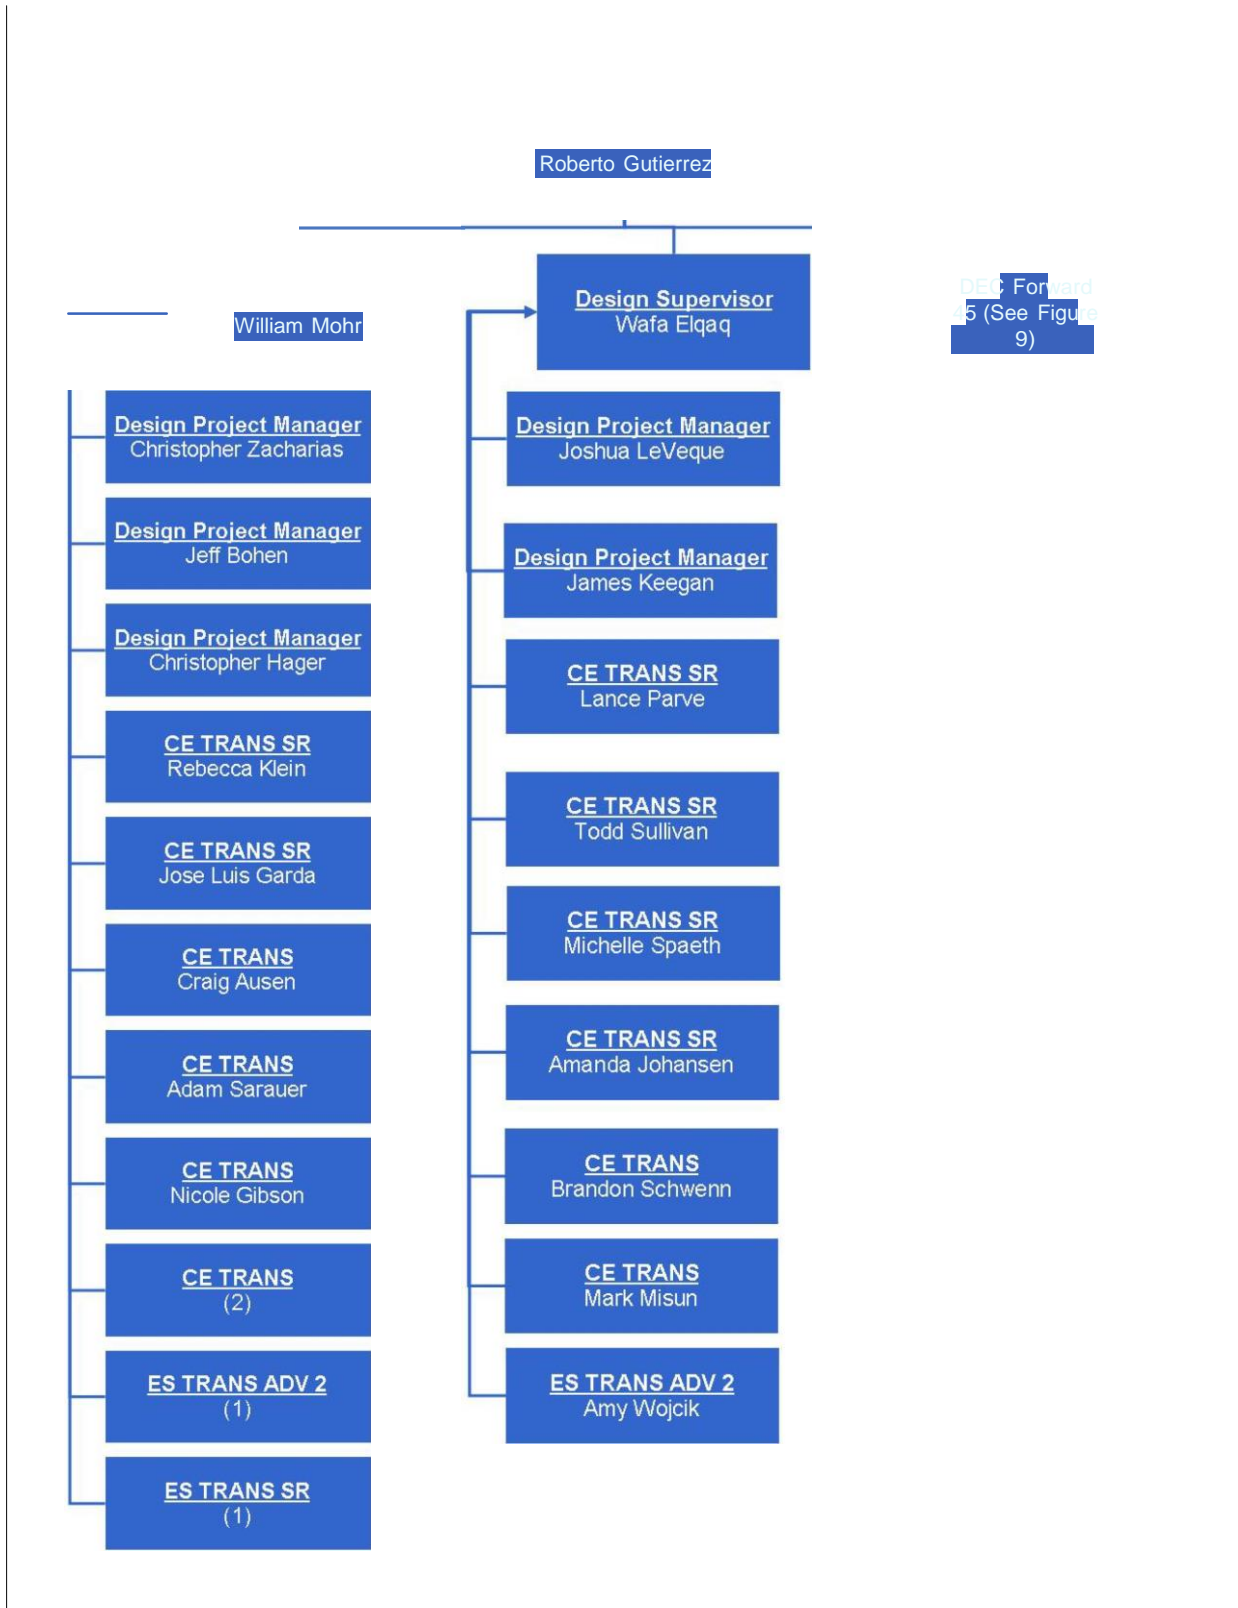 Roberto Gutierrez
William Mohr
Design Project Manager
Christopher Zacharias
Design Project Manager
Jeff Bohen
Design Project Manager
Christopher Hager
CE TRANS SR
Rebecca Klein
CE TRANS SR
Jose Luis Garda
CE TRANS
Craig Ausen
CE TRANS
Adam Sarauer
CE TRANS
Nicole Gibson
CE TRANS
(2)
ES TRANS ADV 2
(1)
ES TRANS SR
(1)
Design Supervisor
Wafa Elqaq
Design Project Manager
Joshua LeVeque
Design Project Manager
James Keegan
CE TRANS SR
Lance Parve
CE TRANS SR
Todd Sullivan
CE TRANS SR
Michelle Spaeth
CE TRANS SR
Amanda Johansen
CE TRANS
Brandon Schwenn
CE TRANS
Mark Misun
ES TRANS ADV 2
Amy Wojcik
DEC Forward
45 (See Figure
9)